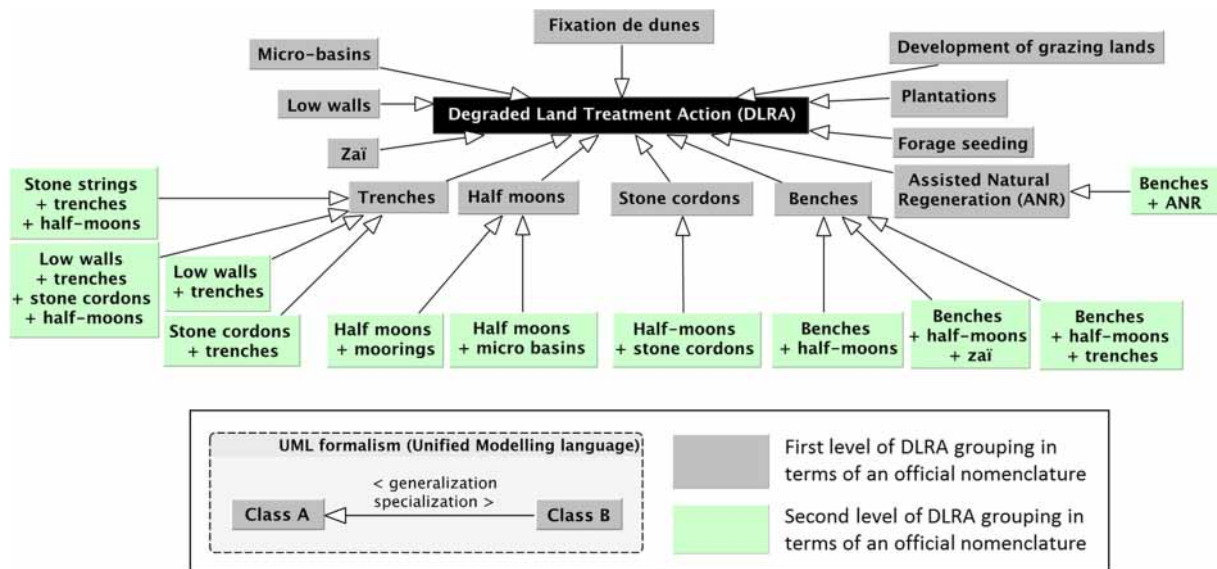 Fixation de dunes
Micro-basins
Development of grazing lands
Low walls
Degraded Land Treatment Action (DLRA)
Plantations
Zaï
Forage seeding
Stone strings
+ trenches
+ half-moons
Trenches
Half moons
Stone cordons
Benches
Assisted Natural
Regeneration (ANR)
Benches
+ ANR
Low walls
+ trenches
+ stone cordons
+ half-moons
Low walls
+ trenches
Stone cordons
+ trenches
Half moons
+ moorings
Half moons
+ micro basins
Half-moons
+ stone cordons
Benches
+ half-moons
Benches
+ half-moons
+ zaï
Benches
+ half-moons
+ trenches
UML formalism (Unified Modelling language)
< generalization
specialization >
Class A
Class B
First level of DLRA grouping in
terms of an official nomenclature
Second level of DLRA grouping in
terms of an official nomenclature